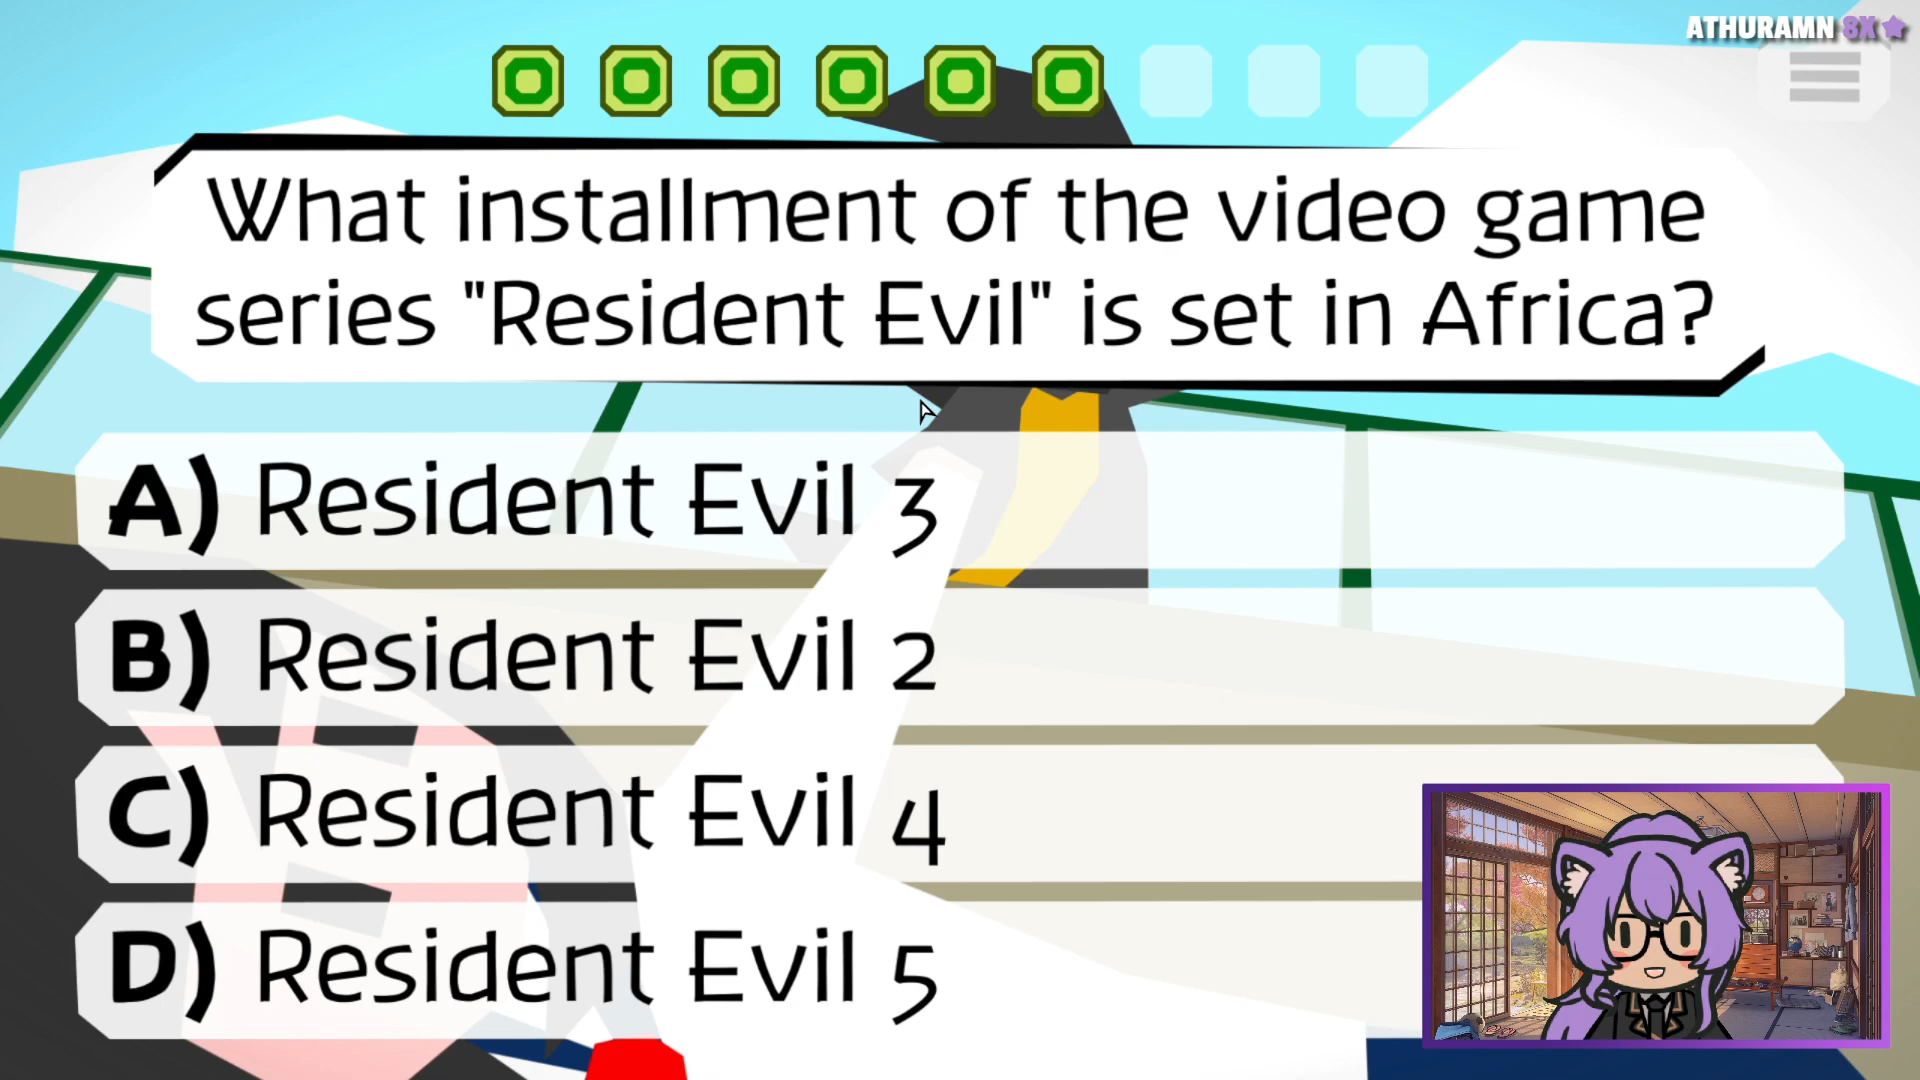 ATHURAMN 8X
What installment of the video game
series "Resident Evil" is set in Africa?
A) Resident Evil 3
B) Resident Evil 2
C) Resident Evil 4
D) Resident Evil 5